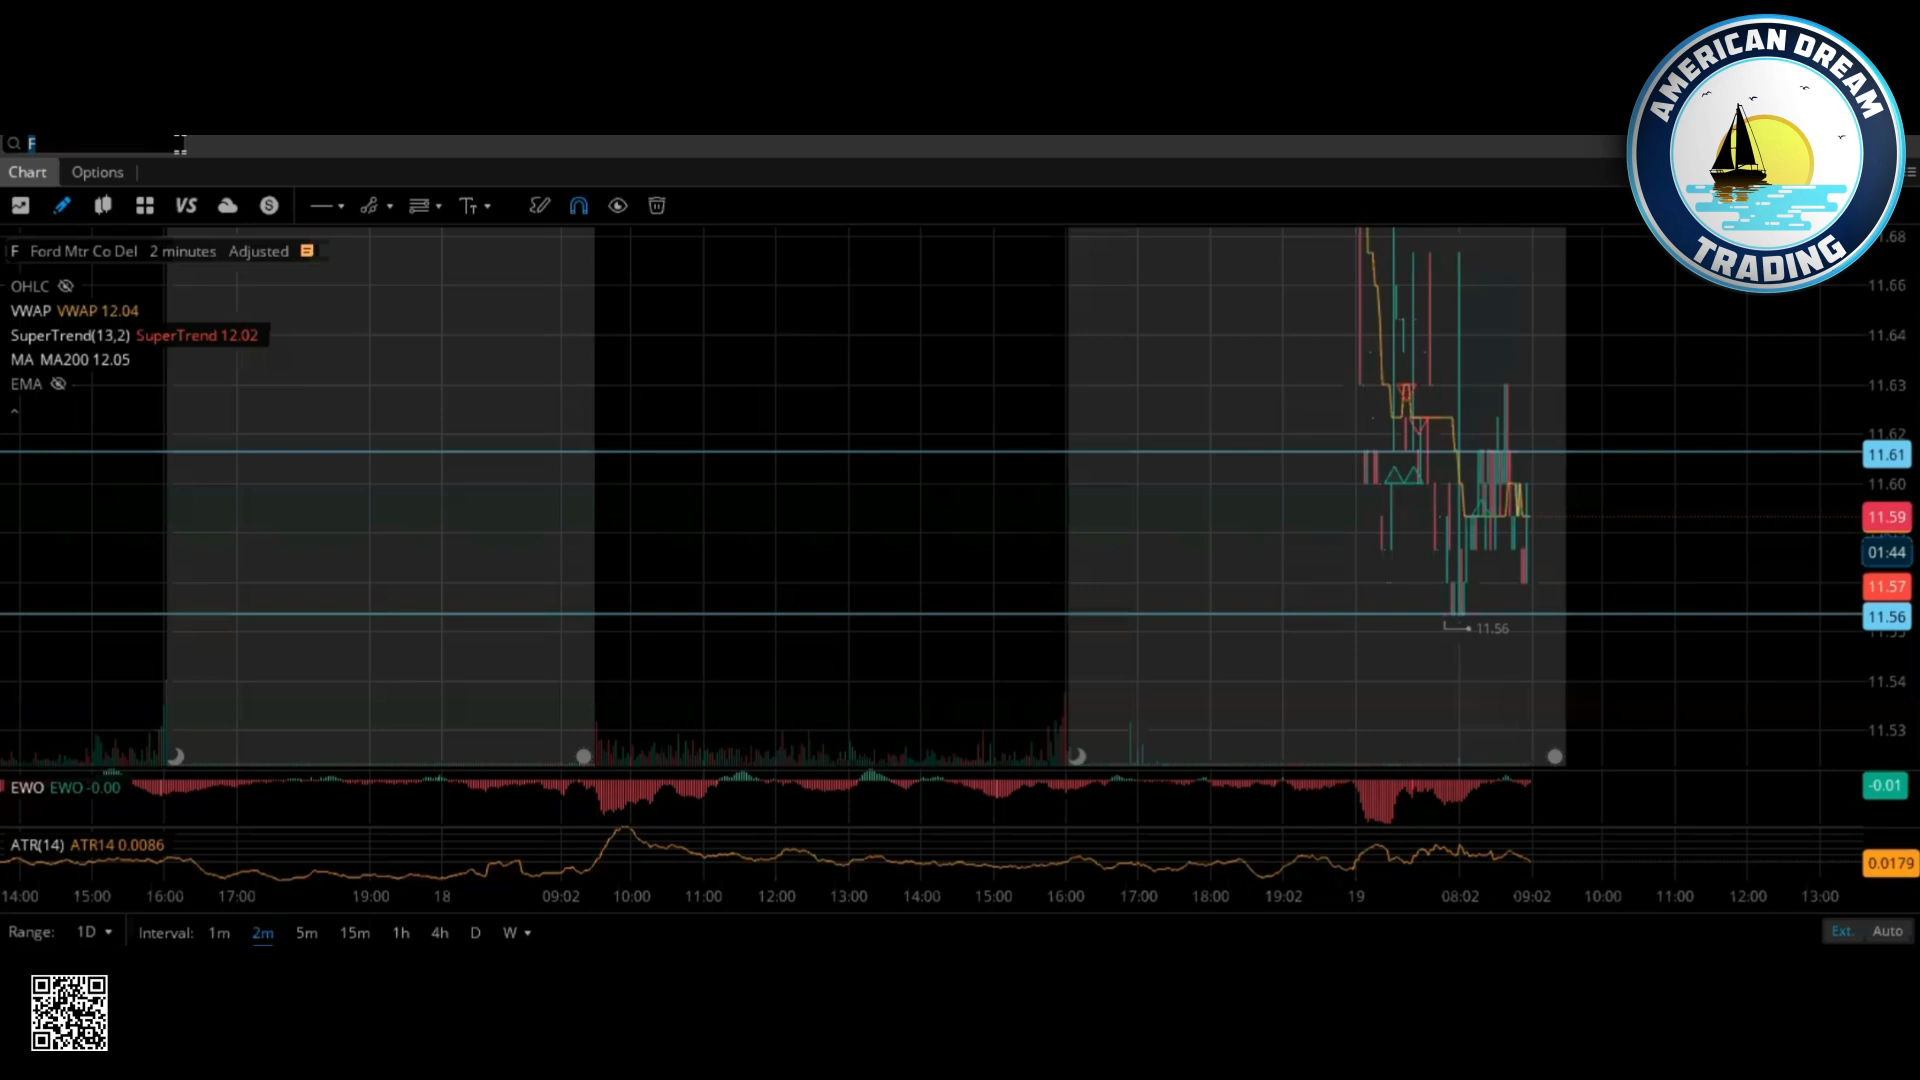 AMERICAN DREAM
TRADING
F
Chart Options
VS S
F Ford Mtr Co Del 2 minutes Adjusted
OHLC
VWAP VWAP 12.04
SuperTrend(13,2) SuperTrend 12.02
MA MA200 12.05
EMA
11.68
11.66
11.64
11.63
11.62
11.61
11.60
11.59
01:44
11.57
11.56
11.56
11.54
11.53
EWO EWO -0.00
-0.01
ATR(14) ATR14 0.0086
0.0179
14:00 15:00 16:00 17:00 19:00 18 09:02 10:00 11:00 12:00 13:00 14:00 15:00 16:00 17:00 18:00 19:02 19 08:02 09:02 10:00 11:00 12:00 13:00
Range: 1D Interval: 1m 2m 5m 15m 1h 4h D W Ext. Auto